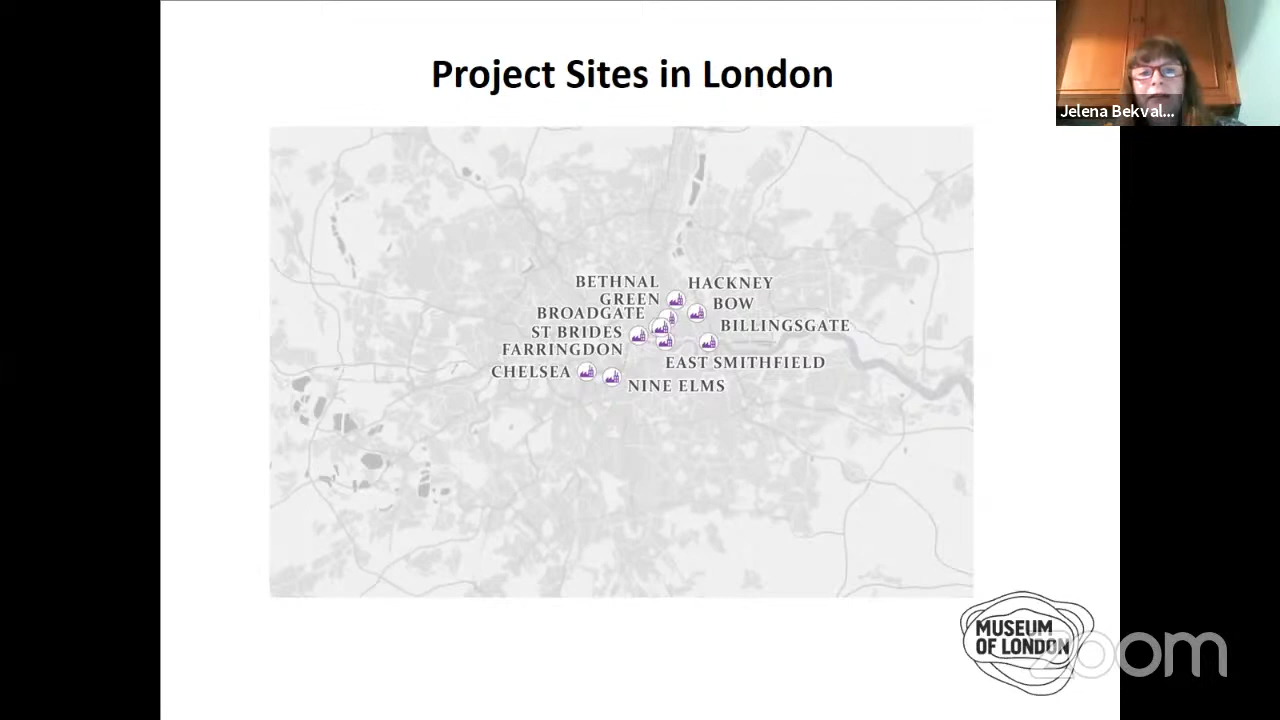 Project Sites in London
Jelena Bekval...
BETHNAL
GREEN
HACKNEY
BROADGATE
BOW
ST BRIDES
BILLINGSGATE
FARRINGDON
EAST SMITHFIELD
CHELSEA
NINE ELMS
MUSEUM
OF LONDON
zoom